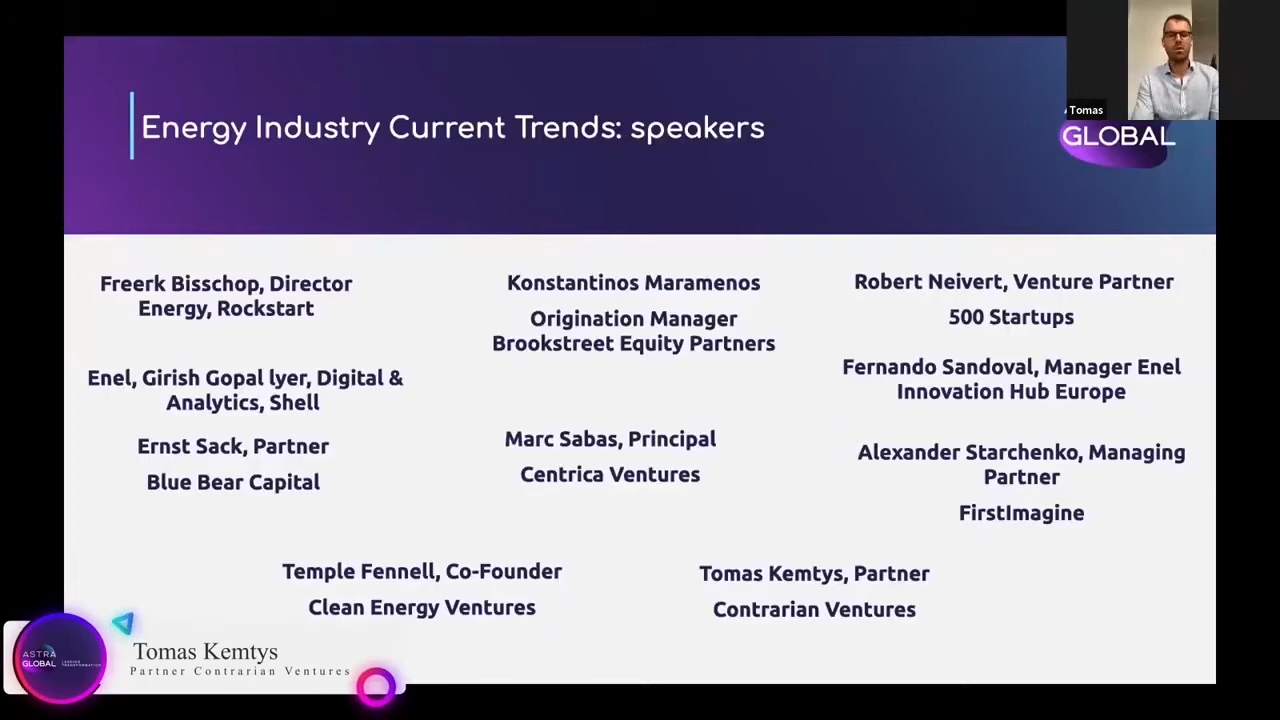 Tomas
Energy Industry Current Trends: speakers
GLOBAL
Freerk Bisschop, Director
Energy, Rockstart
Konstantinos Maramenos
Origination Manager
Brookstreet Equity Partners
Robert Neivert, Venture Partner
500 Startups
Enel, Girish Gopal lyer, Digital &
Analytics, Shell
Fernando Sandoval, Manager Enel
Innovation Hub Europe
Ernst Sack, Partner
Blue Bear Capital
Marc Sabas, Principal
Centrica Ventures
Alexander Starchenko, Managing
Partner
FirstImagine
Temple Fennell, Co-Founder
Clean Energy Ventures
Tomas Kemtys, Partner
Contrarian Ventures
ASTRA
GLOBAL
LEADING
TRANSFORMATION
Tomas Kemtys
Partner Contrarian Ventures